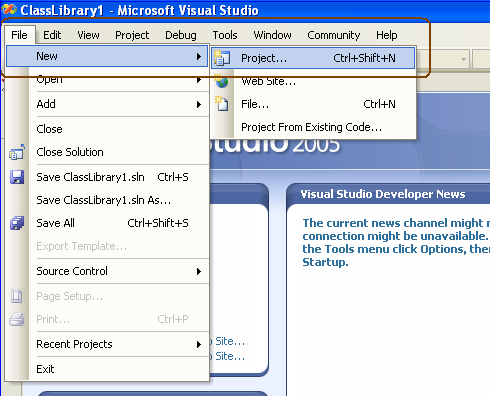 ClassLibrary1 - Microsoft Visual Studio
File Edit View Project Debug Tools Window Community Help
New
Project... Ctrl+Shift+N
Open
Web Site...
Add
File... Ctrl+N
Close
Project From Existing Code...
Close Solution
Studio 2005
Save ClassLibrary1.sln Ctrl+S
Save ClassLibrary1.sln As...
Save All Ctrl+Shift+S
Export Template...
Source Control
Page Setup...
Print... Ctrl+P
Recent Projects
Exit
Visual Studio Developer News
The current news channel might
connection might be unavailable.
the Tools menu click Options,
Startup.
Site...
Site...